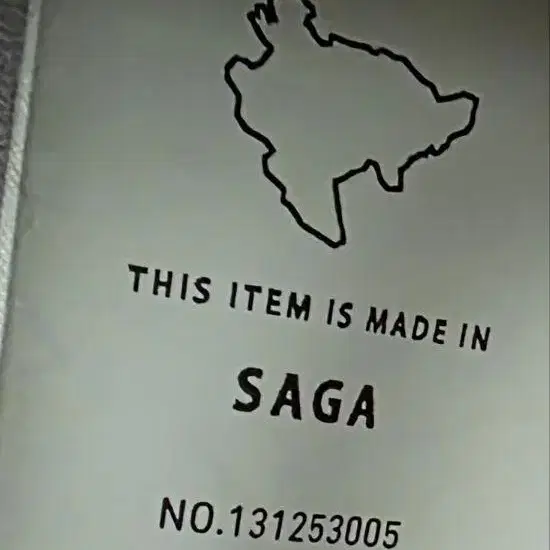 THIS ITEM IS MADE IN
SAGA
NO.131253005